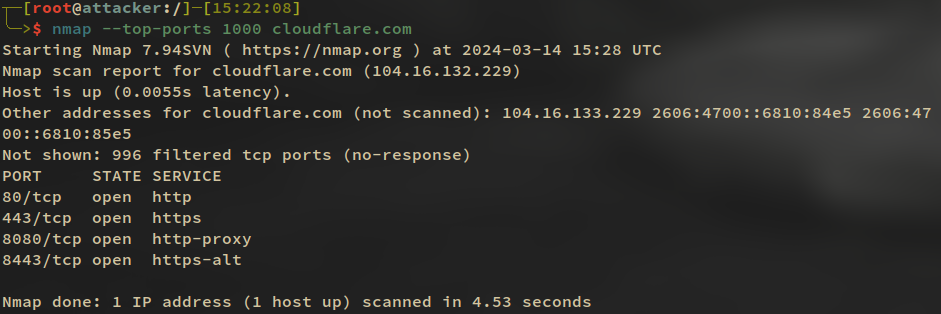 ┌─[root@attacker:/]─[15:22:08]
└─>$ nmap --top-ports 1000 cloudflare.com
Starting Nmap 7.94SVN ( https://nmap.org ) at 2024-03-14 15:28 UTC
Nmap scan report for cloudflare.com (104.16.132.229)
Host is up (0.0055s latency).
Other addresses for cloudflare.com (not scanned): 104.16.133.229 2606:4700::6810:84e5 2606:47
00::6810:85e5
Not shown: 996 filtered tcp ports (no-response)
PORT     STATE SERVICE
80/tcp   open  http
443/tcp  open  https
8080/tcp open  http-proxy
8443/tcp open  https-alt
Nmap done: 1 IP address (1 host up) scanned in 4.53 seconds